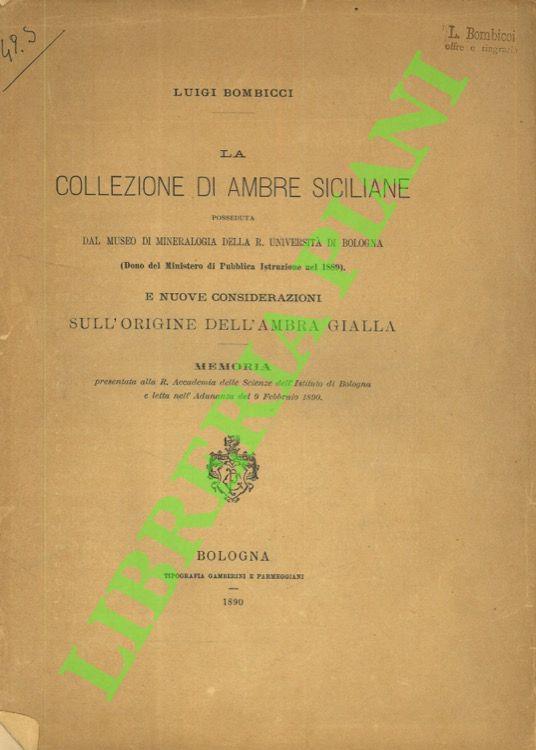 49.5
L. Bombicci
offre e ringrazia
LUIGI BOMBICCI
LA
COLLEZIONE DI AMBRE SICILIANE
POSSEDUTA
DAL MUSEO DI MINERALOGIA DELLA R. UNIVERSITÀ DI BOLOGNA
(Dono del Ministero di Pubblica Istruzione nel 1889).
E NUOVE CONSIDERAZIONI
SULL'ORIGINE DELL'AMBRA GIALLA
MEMORIA
presentata alla R. Accademia delle Scienze dell'Istituto di Bologna
e letta nell'Adunanza del 9 Febbraio 1890.
BOLOGNA
TIPOGRAFIA GAMBERINI E PARMEGGIANI
1890
LIBRERIA PIANI